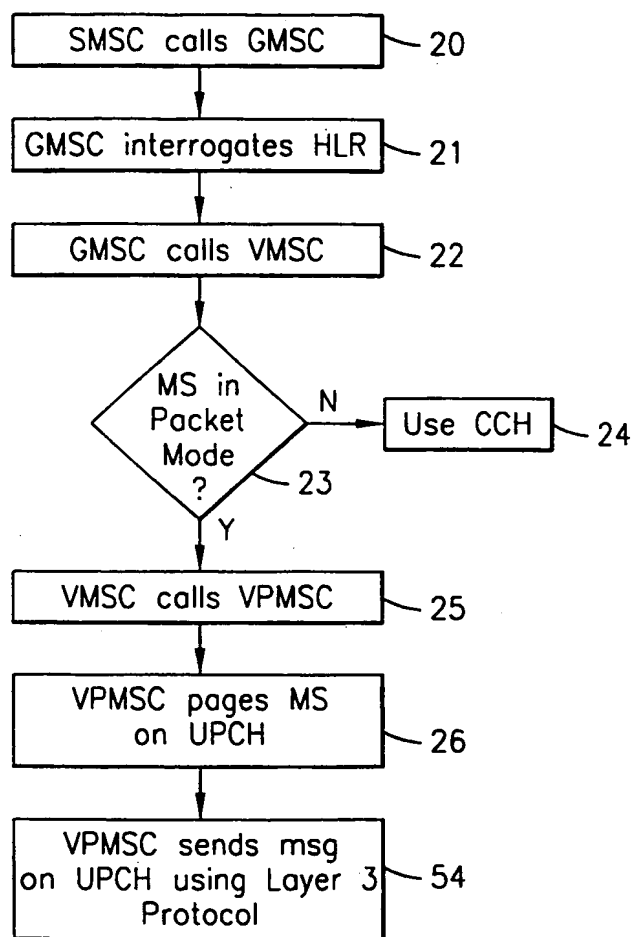 SMSC calls GMSC
20
GMSC interrogates HLR
21
GMSC calls VMSC
22
MS in
Packet
Mode
?
23
N
Use CCH
24
Y
VMSC calls VPMSC
25
VPMSC pages MS
on UPCH
26
VPMSC sends msg
on UPCH using Layer 3
Protocol
54